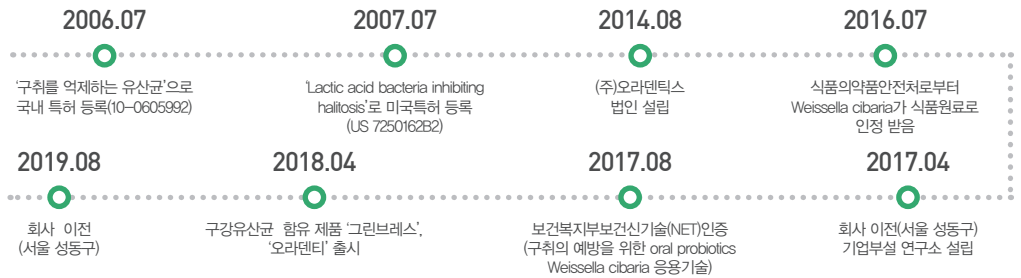 2006.07
‘구취를 억제하는 유산균’으로
국내 특허 등록(10-0605992)
2007.07
‘Lactic acid bacteria inhibiting
halitosis’로 미국특허 등록
(US 7250162B2)
2014.08
(주)오라덴틱스
법인 설립
2016.07
식품의약품안전처로부터
Weissella cibaria가 식품원료로
인정 받음
2017.04
회사 이전(서울 성동구)
기업부설 연구소 설립
2017.08
보건복지부보건신기술(NET)인증
(구취의 예방을 위한 oral probiotics
Weissella cibaria 응용기술)
2018.04
구강유산균 함유 제품 ‘그린브레스’,
‘오라덴티’ 출시
2019.08
회사 이전
(서울 성동구)